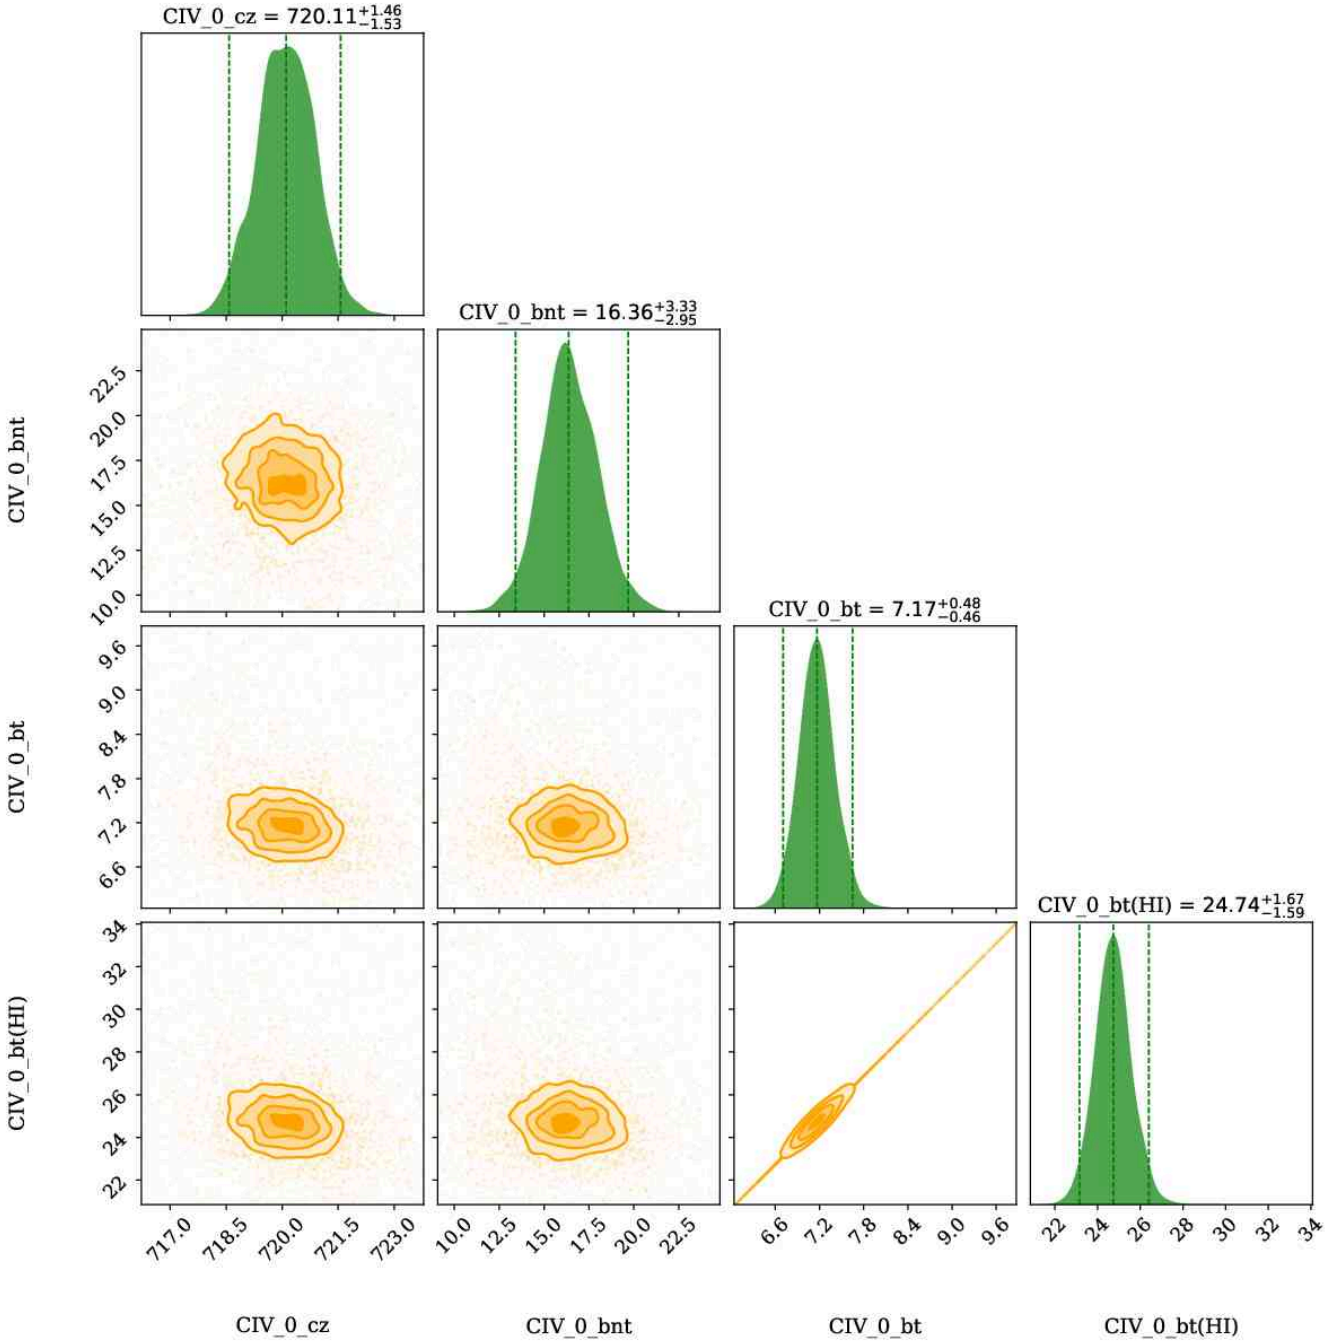 CIV_0_cz = 720.11+1.46−1.53
CIV_0_bnt = 16.36+3.33−2.95
CIV_0_bnt
22.5
20.0
17.5
15.0
12.5
10.0
CIV_0_bt = 7.17+0.48−0.46
CIV_0_bt
9.6
9.0
8.4
7.8
7.2
6.6
CIV_0_bt(HI) = 24.74+1.67−1.59
CIV_0_bt(HI)
34
32
30
28
26
24
22
717.0 718.5 720.0 721.5 723.0 10.0 12.5 15.0 17.5 20.0 22.5 6.6 7.2 7.8 8.4 9.0 9.6 22 24 26 28 30 32 34
CIV_0_cz CIV_0_bnt CIV_0_bt CIV_0_bt(HI)